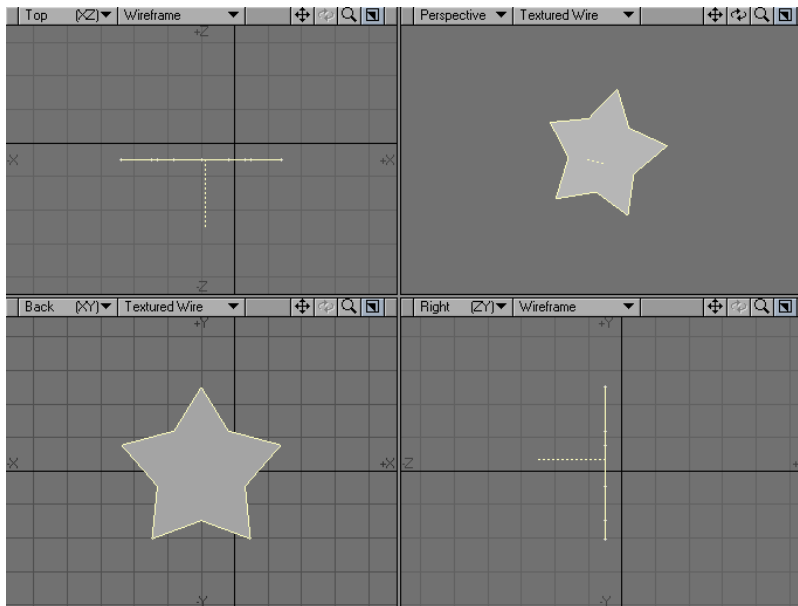 Top (XZ) Wireframe
+Z
-X +X
-Z
Perspective Textured Wire
Back (XY) Textured Wire
+Y
-X +X
-Y
Right (ZY) Wireframe
+Y
-Z
-Y